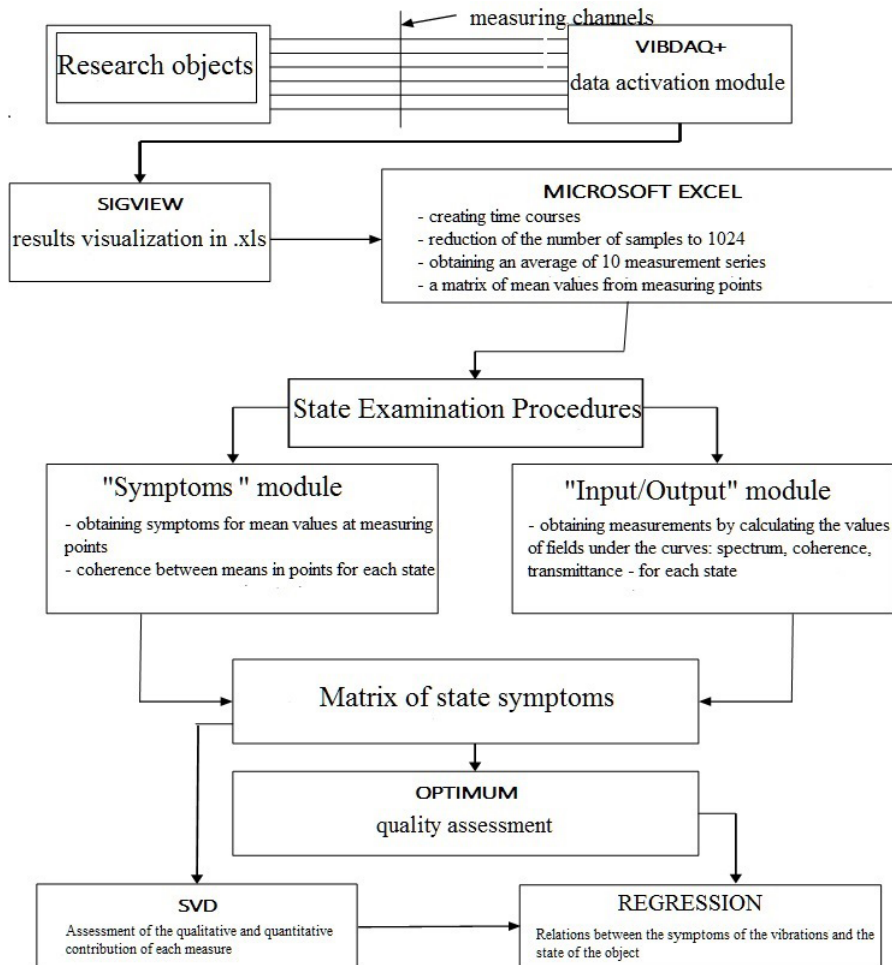 measuring channels
Research objects
VIBDAQ+
data activation module
SIGVIEW
results visualization in .xls
MICROSOFT EXCEL
- creating time courses
- reduction of the number of samples to 1024
- obtaining an average of 10 measurement series
- a matrix of mean values from measuring points
State Examination Procedures
"Symptoms " module
- obtaining symptoms for mean values at measuring
points
- coherence between means in points for each state
"Input/Output" module
- obtaining measurements by calculating the values
of fields under the curves: spectrum, coherence,
transmittance - for each state
Matrix of state symptoms
OPTIMUM
quality assessment
SVD
Assessment of the qualitative and quantitative
contribution of each measure
REGRESSION
Relations between the symptoms of the vibrations and the
state of the object